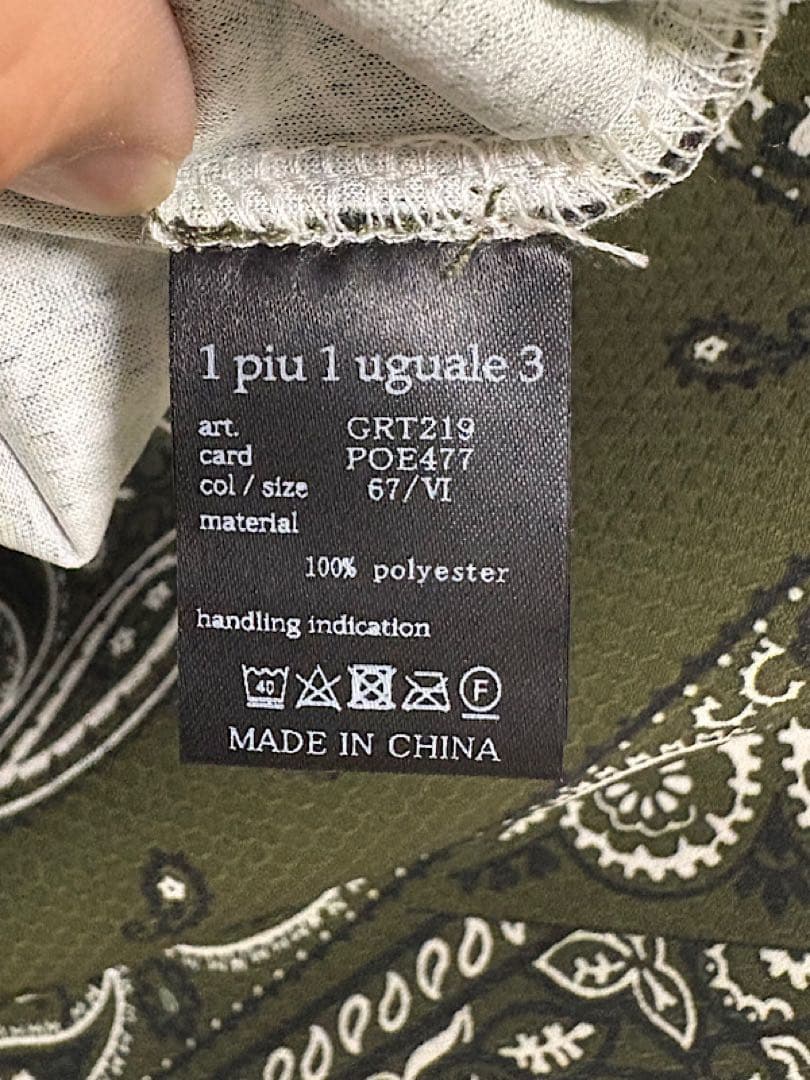 1 piu 1 uguale 3
art. GRT219
card POE477
col / size 67/VI
material
100% polyester
handling indication
40 F
MADE IN CHINA